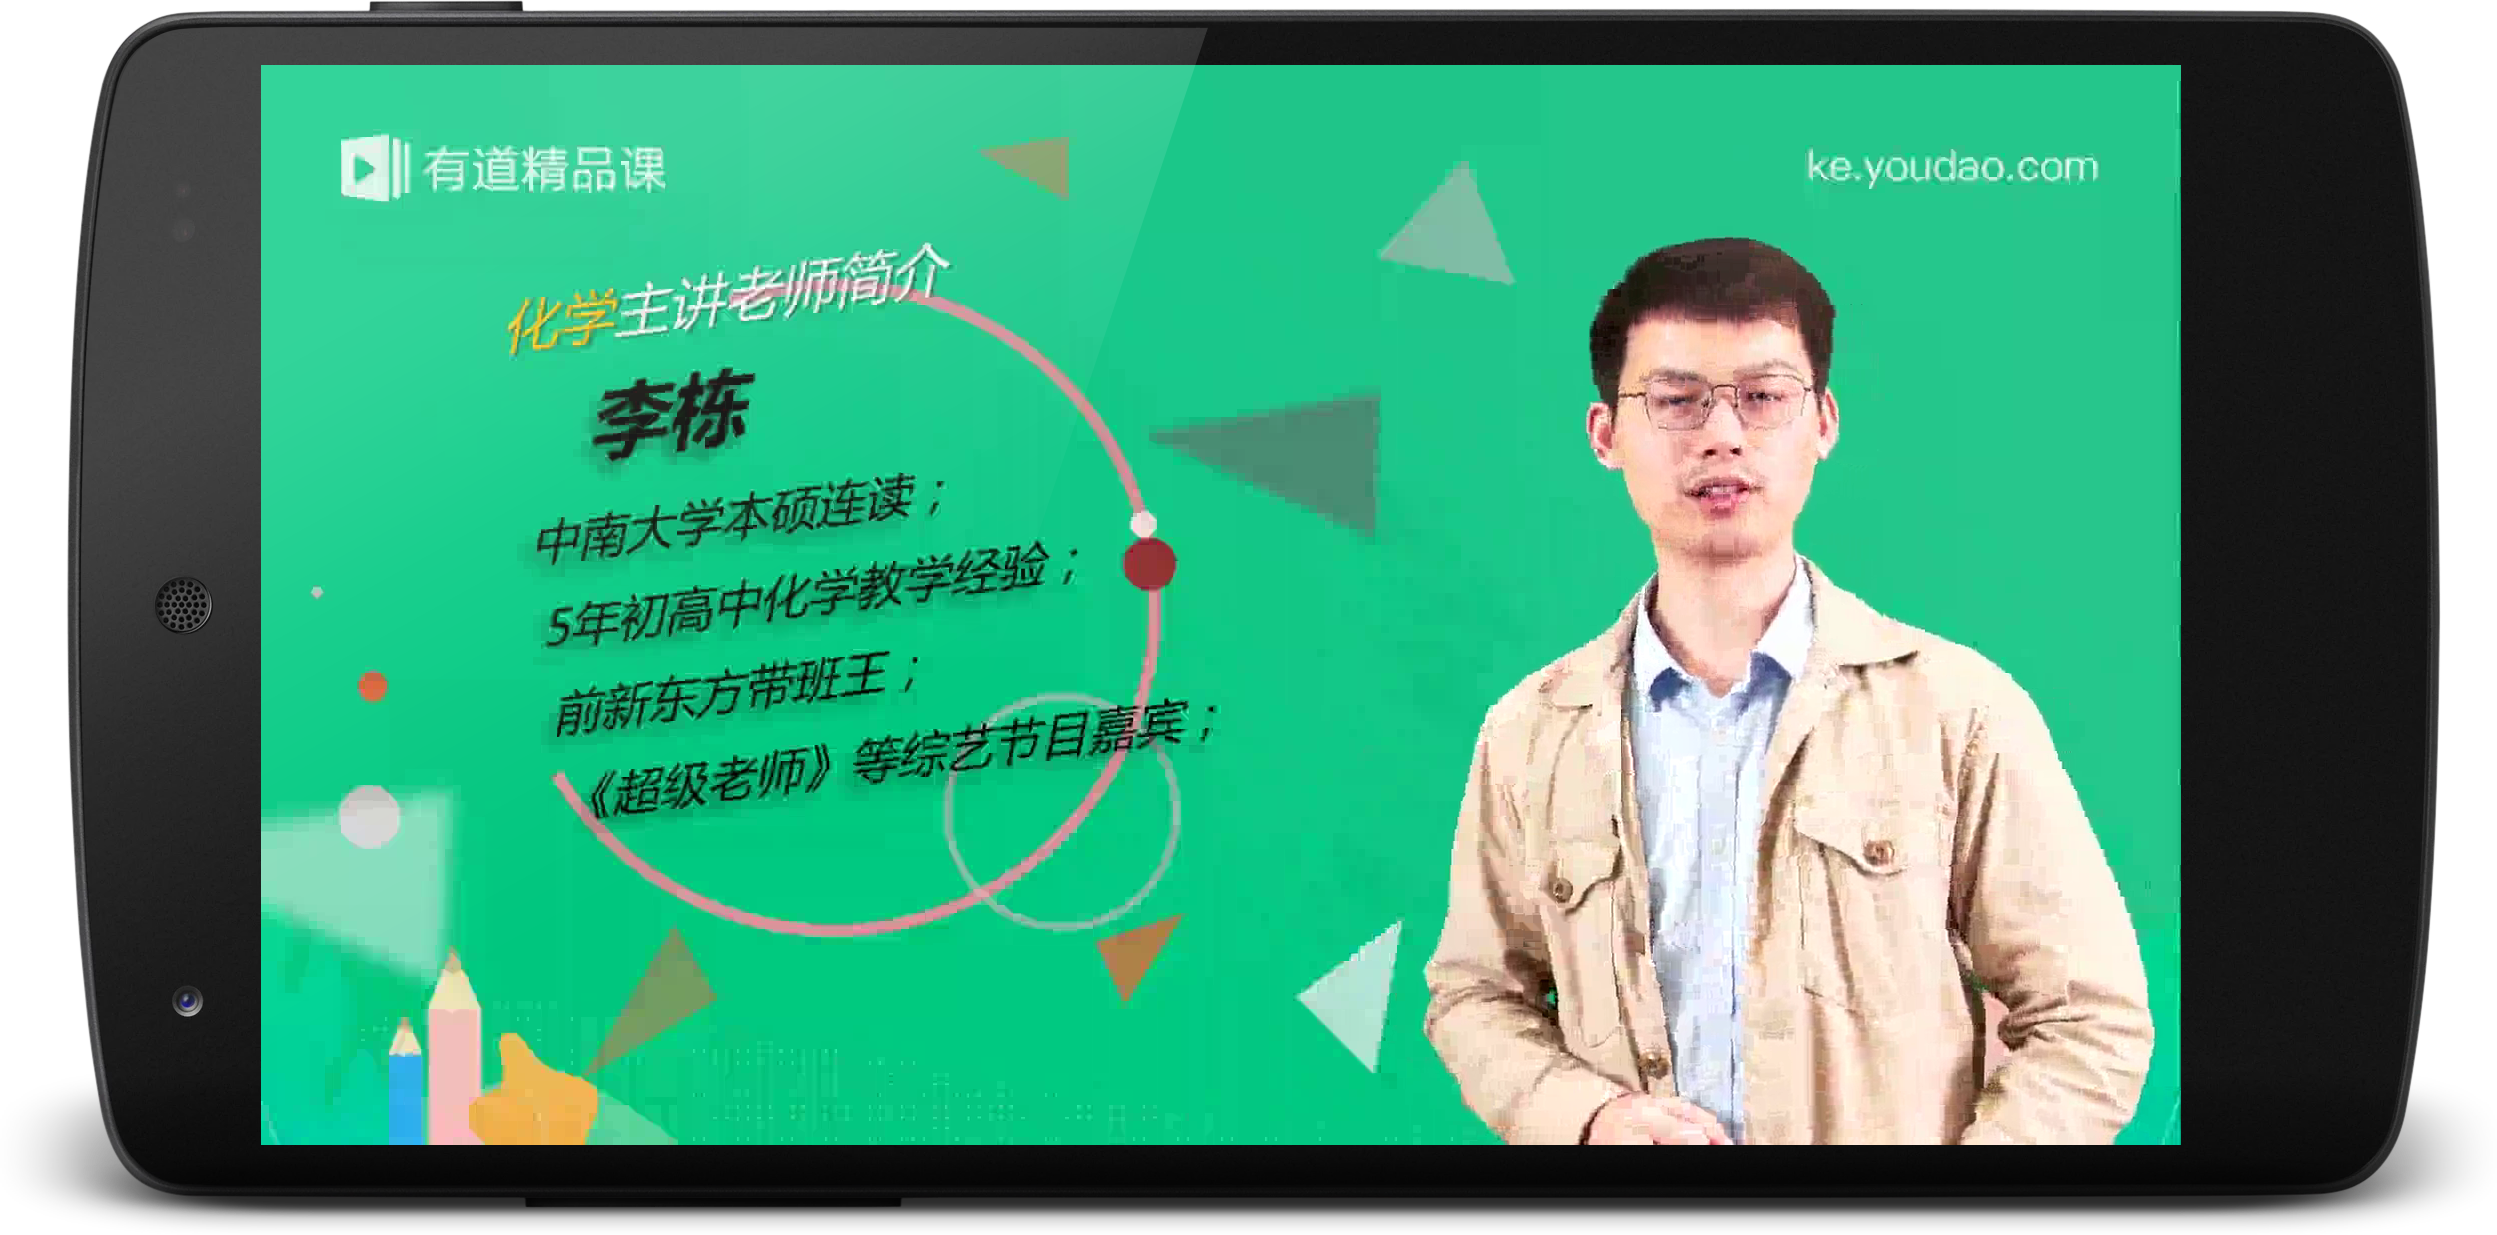 有道精品课
ke.youdao.com
化学主讲老师简介
李栋
中南大学本硕连读；
5年初高中化学教学经验；
前新东方带班王；
《超级老师》等综艺节目嘉宾；